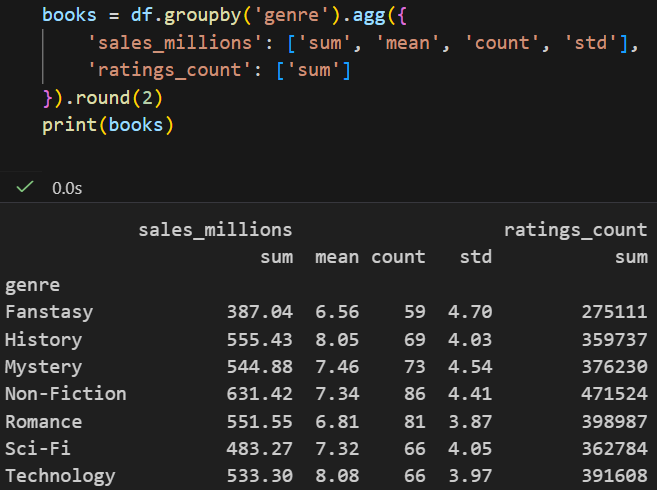 books = df.groupby('genre').agg({
    'sales_millions': ['sum', 'mean', 'count', 'std'],
    'ratings_count': ['sum']
}).round(2)
print(books)
0.0s
            sales_millions                    ratings_count
                       sum  mean count   std            sum
genre
Fanstasy            387.04  6.56    59  4.70         275111
History             555.43  8.05    69  4.03         359737
Mystery             544.88  7.46    73  4.54         376230
Non-Fiction         631.42  7.34    86  4.41         471524
Romance             551.55  6.81    81  3.87         398987
Sci-Fi              483.27  7.32    66  4.05         362784
Technology          533.30  8.08    66  3.97         391608